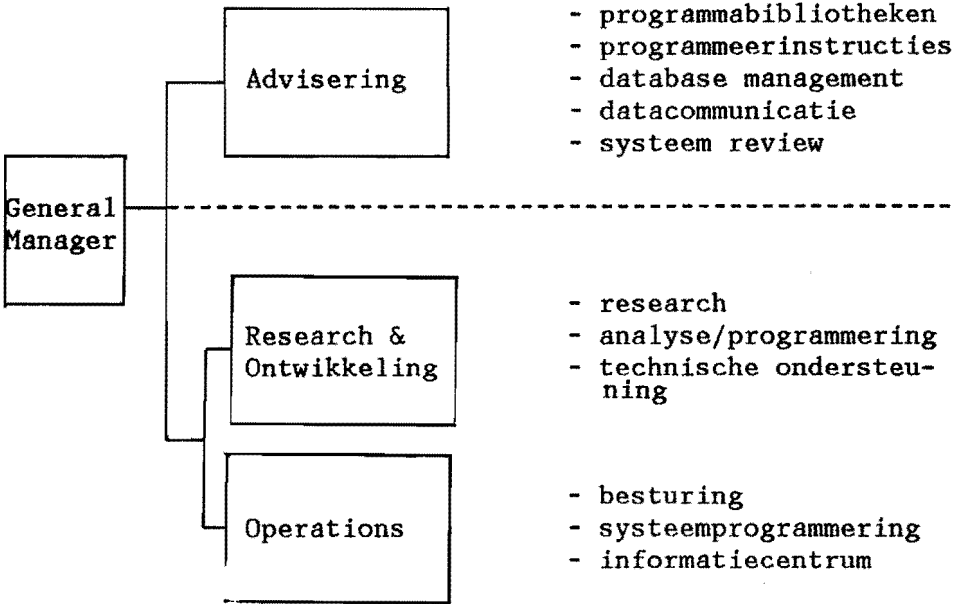 - programmabibliotheken
- programmeerinstructies
Advisering
- database management
- datacommunicatie
- systeem review
General
Manager
- research
Research &
Ontwikkeling
- analyse/programmering
- technische ondersteu-
ning
- besturing
Operations
- systeemprogrammering
- informatiecentrum